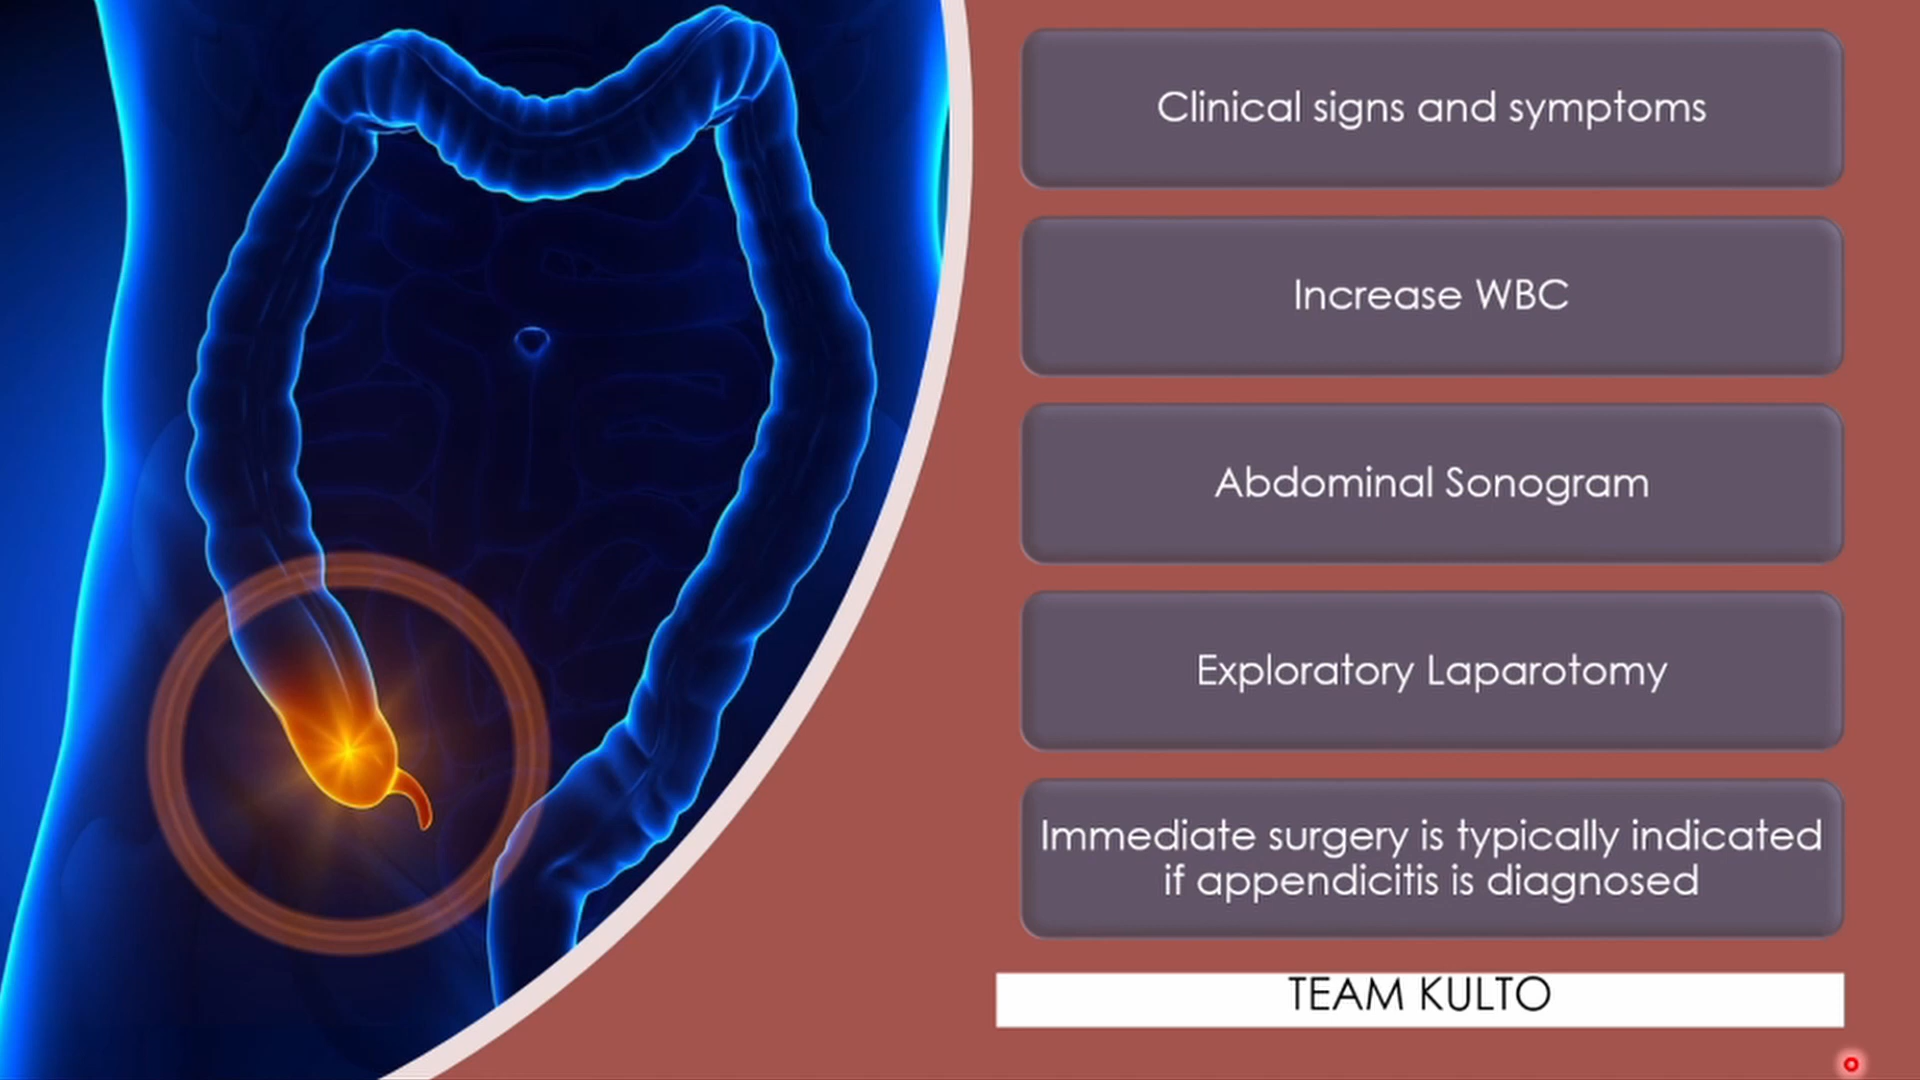 Clinical signs and symptoms
Increase WBC
Abdominal Sonogram
Exploratory Laparotomy
Immediate surgery is typically indicated
if appendicitis is diagnosed
TEAM KULTO